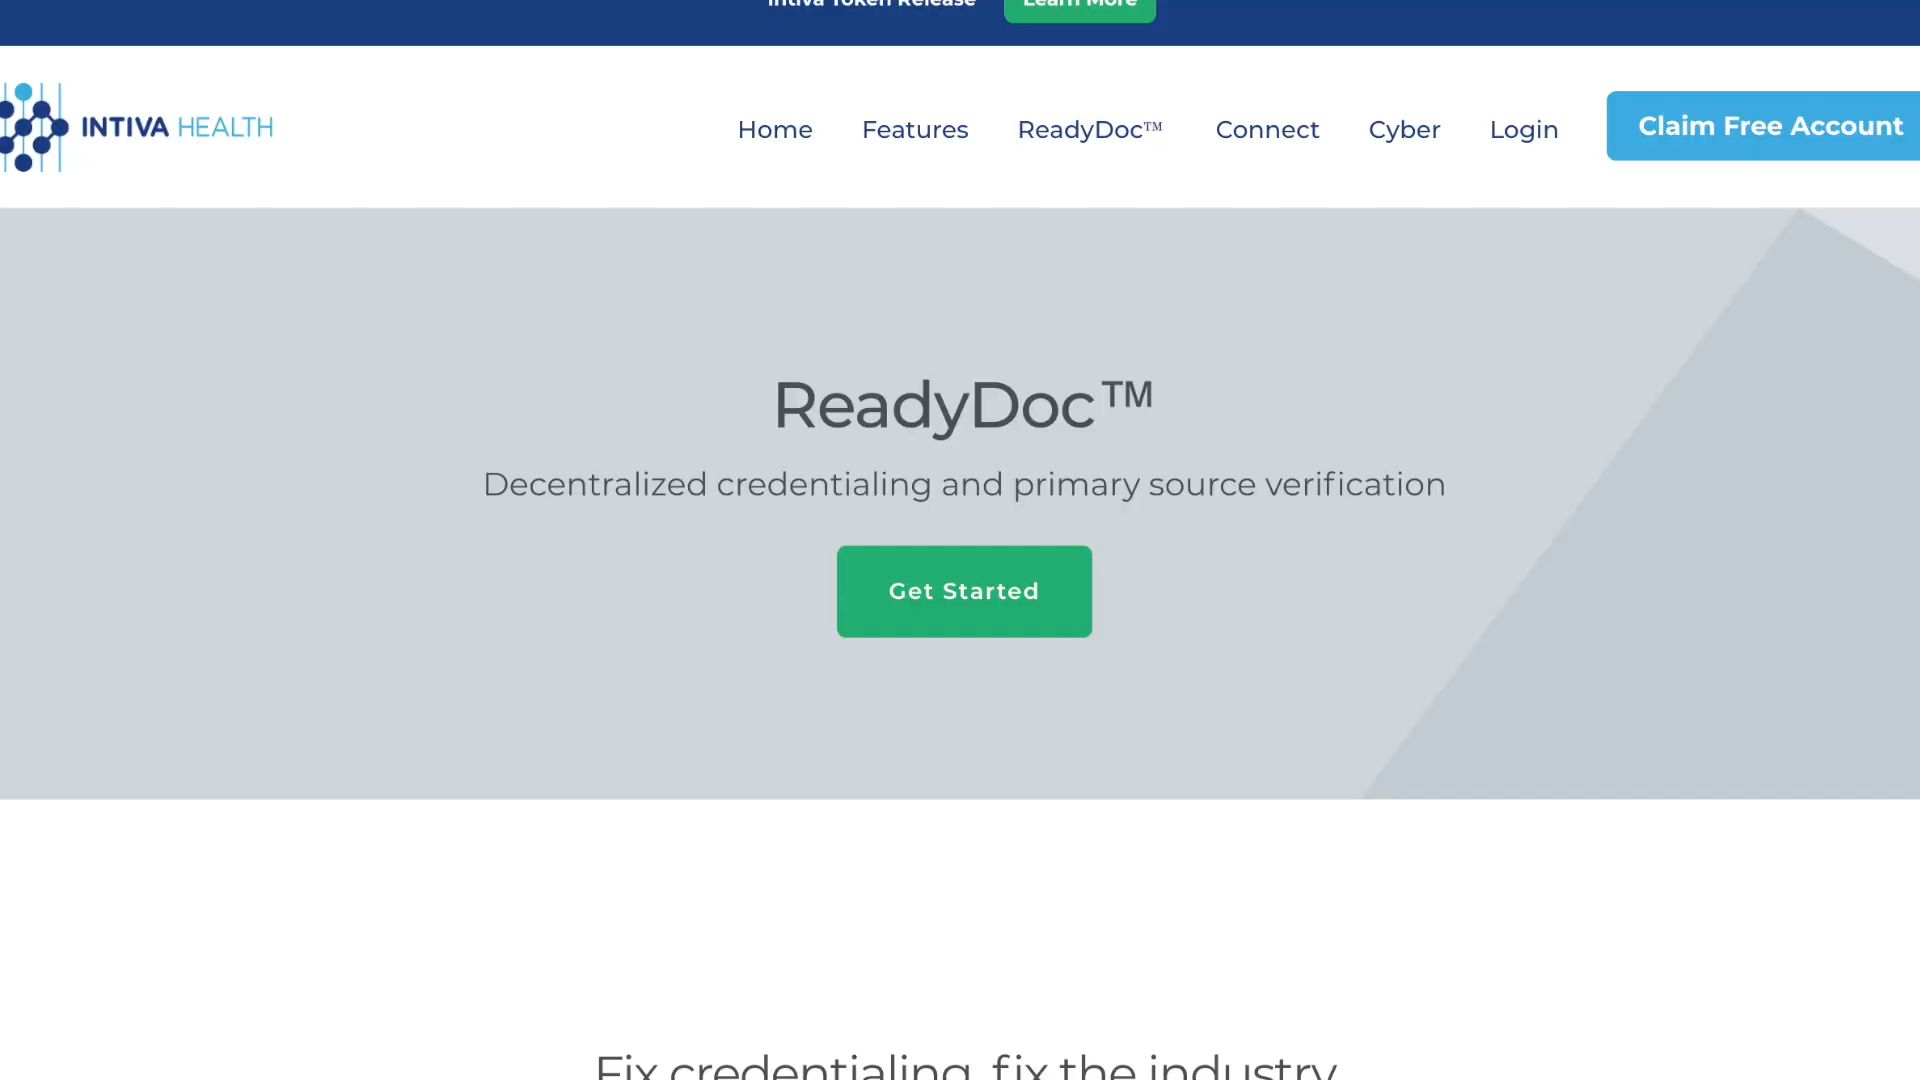 Intiva Token Release Learn More
INTIVA HEALTH
Home Features ReadyDoc™ Connect Cyber Login Claim Free Account
ReadyDoc™
Decentralized credentialing and primary source verification
Get Started
Fix credentialing, fix the industry